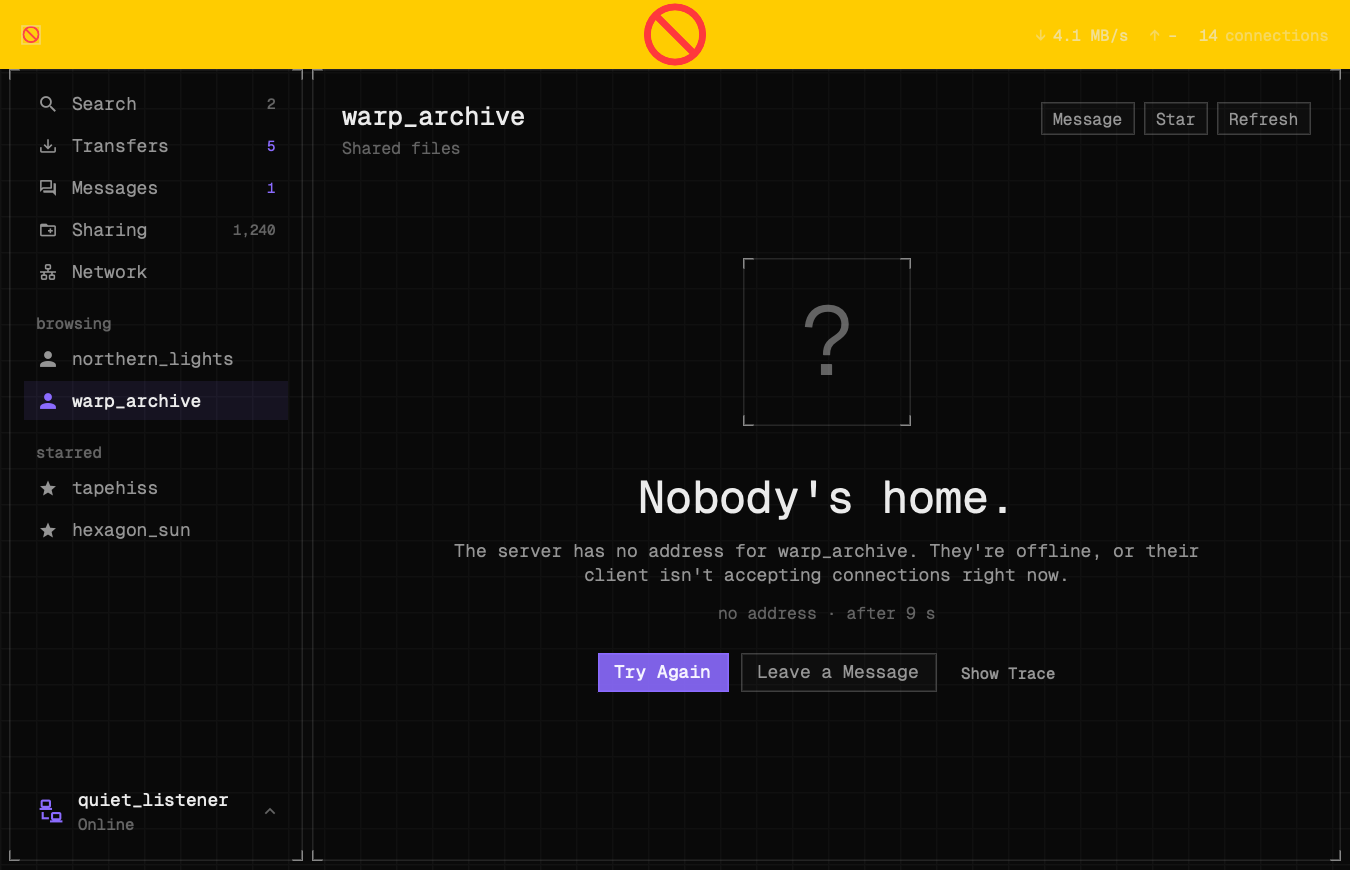 ↓ 4.1 MB/s ↑ – 14 connections
Search 2
Transfers 5
Messages 1
Sharing 1,240
Network
browsing
northern_lights
warp_archive
starred
tapehiss
hexagon_sun
quiet_listener
Online
warp_archive
Shared files
Message Star Refresh
?
Nobody's home.
The server has no address for warp_archive. They're offline, or their
client isn't accepting connections right now.
no address · after 9 s
Try Again Leave a Message Show Trace